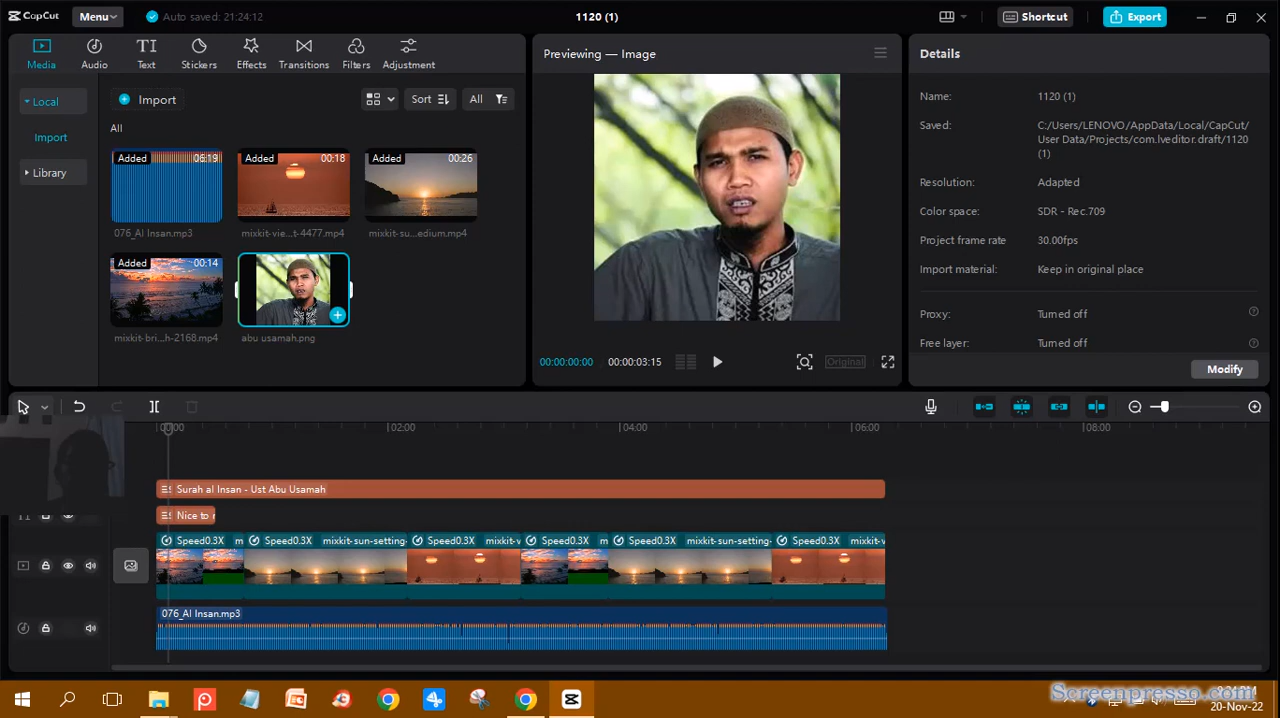 CapCut
Menu
Auto saved: 21:24:12
1120 (1)
Shortcut
Export
Media
Audio
Text
Stickers
Effects
Transitions
Filters
Adjustment
Local
Import
Library
Import
Sort
All
All
Added 06:19
076_Al Insan.mp3
Added 00:18
mixkit-vie...t-4477.mp4
Added 00:26
mixkit-su...edium.mp4
Added 00:14
mixkit-bri...h-2168.mp4
abu usamah.png
Previewing — Image
00:00:00:00
00:00:03:15
Original
Details
Name: 1120 (1)
Saved: C:/Users/LENOVO/AppData/Local/CapCut/
User Data/Projects/com.lveditor.draft/1120
(1)
Resolution: Adapted
Color space: SDR - Rec.709
Project frame rate 30.00fps
Import material: Keep in original place
Proxy: Turned off
Free layer: Turned off
Modify
00:00 02:00 04:00 06:00 08:00
Surah al Insan - Ust Abu Usamah
Nice to
Speed0.3X m Speed0.3X mixkit-sun-setting- Speed0.3X mixkit-v Speed0.3X m Speed0.3X mixkit-sun-setting- Speed0.3X mixkit-v
076_Al Insan.mp3
Screenpresso.com
20-Nov-22